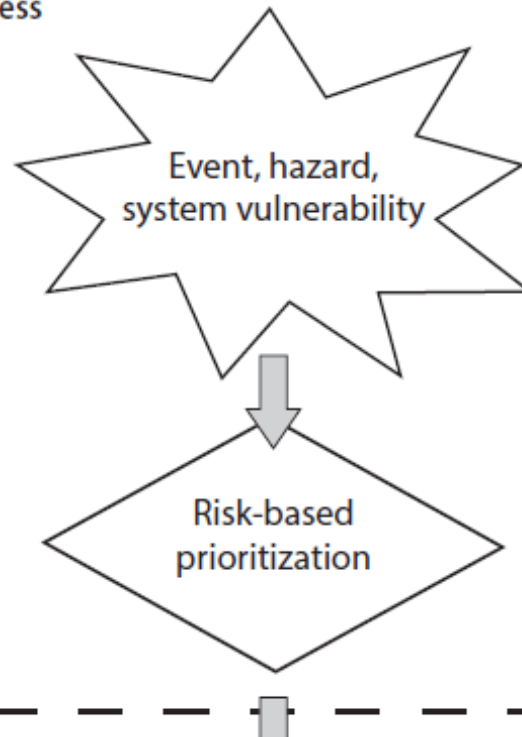 ess
Event, hazard,
system vulnerability
Risk-based
prioritization